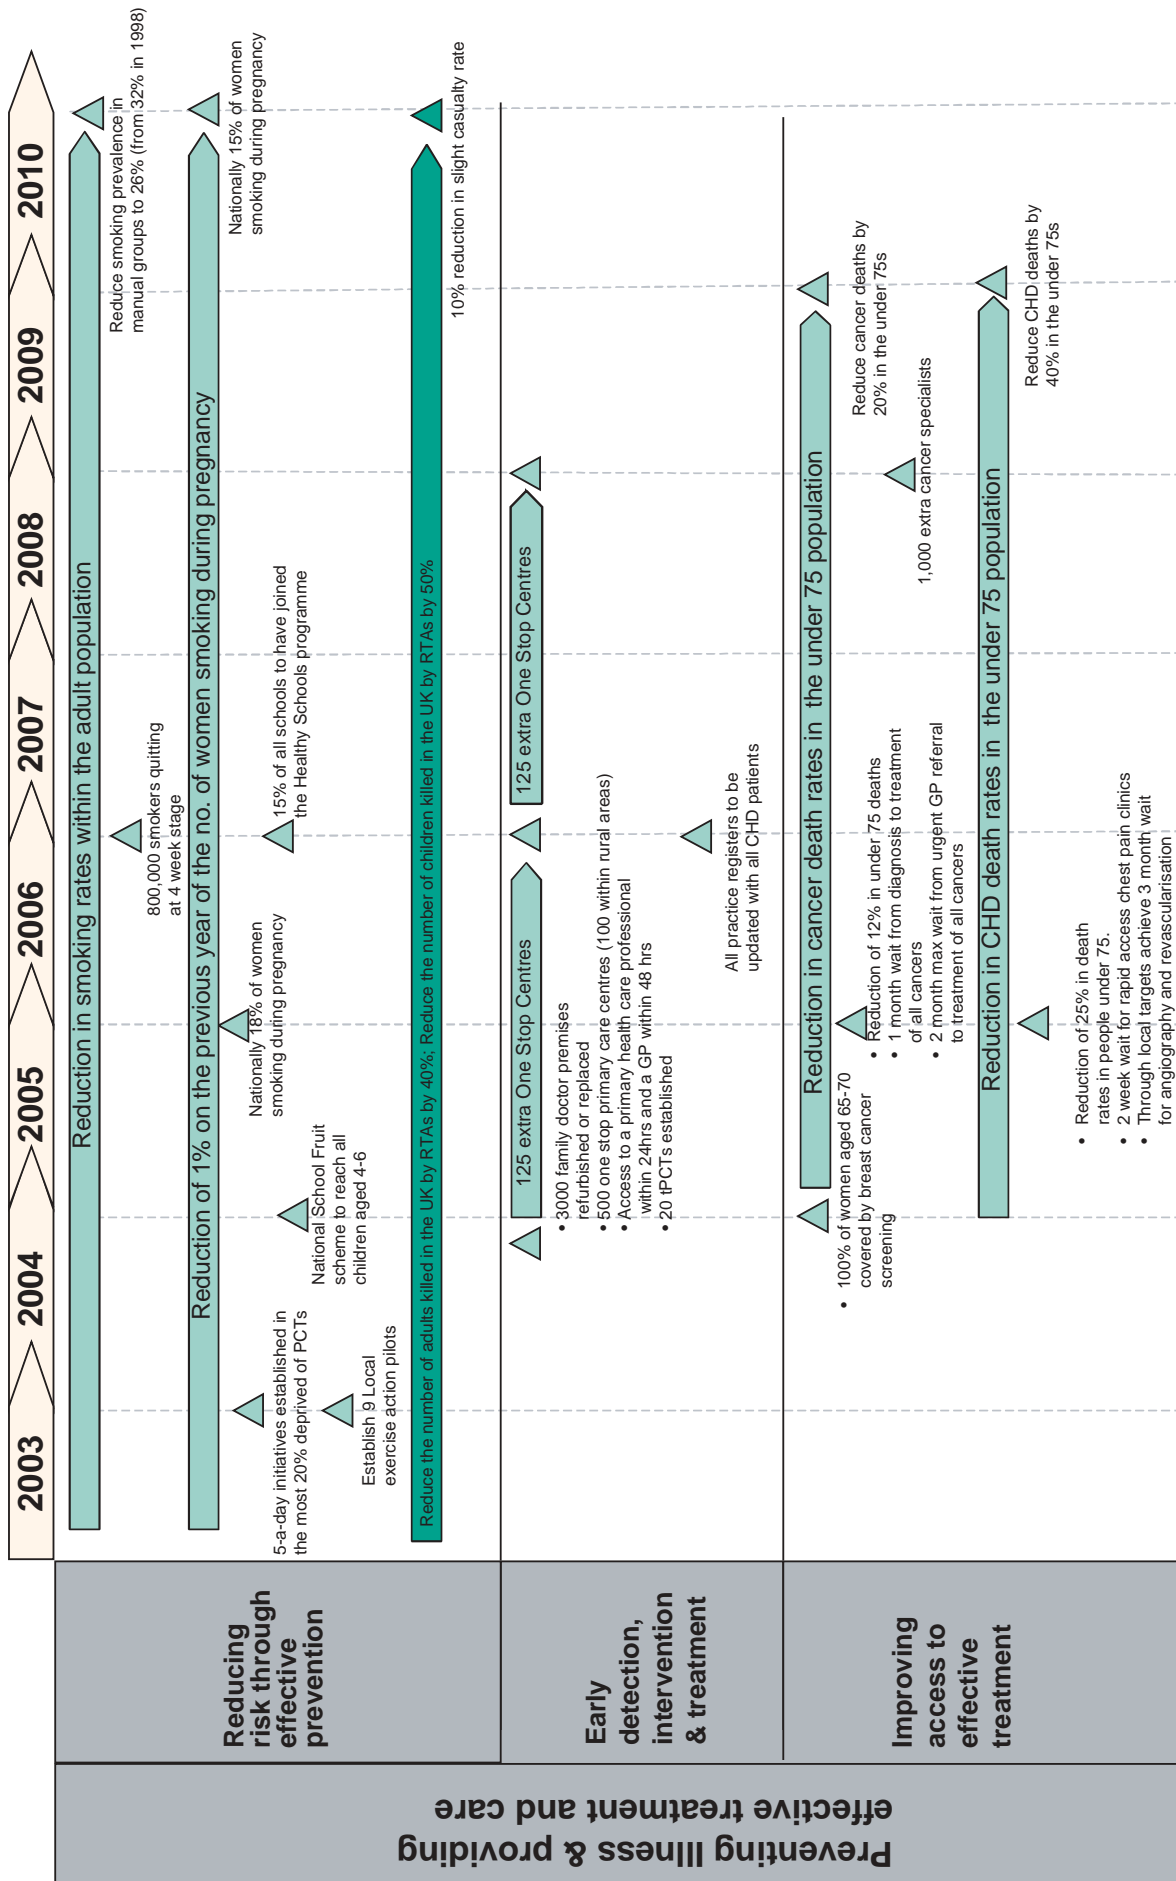 2003
2004
2005
2006
2007
2008
2009
2010
Preventing Illness & providing
effective treatment and care
Reducing
risk through
effective
prevention
Reduction in smoking rates within the adult population
800,000 smokers quitting
at 4 week stage
Reduce smoking prevalence in
manual groups to 26% (from 32% in 1998)
Reduction of 1% on the previous year of the no. of women smoking during pregnancy
Nationally 18% of women
smoking during pregnancy
Nationally 15% of women
smoking during pregnancy
5-a-day initiatives established in
the most 20% deprived of PCTs
National School Fruit
scheme to reach all
children aged 4-6
15% of all schools to have joined
the Healthy Schools programme
Establish 9 Local
exercise action pilots
Reduce the number of adults killed in the UK by RTAs by 40%; Reduce the number of children killed in the UK by RTAs by 50%
10% reduction in slight casualty rate
Early
detection,
intervention
& treatment
125 extra One Stop Centres
125 extra One Stop Centres
• 3000 family doctor premises
refurbished or replaced
• 500 one stop primary care centres (100 within rural areas)
• Access to a primary health care professional
within 24hrs and a GP within 48 hrs
• 20 tPCTs established
All practice registers to be
updated with all CHD patients
Improving
access to
effective
treatment
Reduction in cancer death rates in the under 75 population
• 100% of women aged 65-70
covered by breast cancer
screening
• Reduction of 12% in under 75 deaths
• 1 month wait from diagnosis to treatment
of all cancers
• 2 month max wait from urgent GP referral
to treatment of all cancers
Reduce cancer deaths by
20% in the under 75s
1,000 extra cancer specialists
Reduction in CHD death rates in the under 75 population
• Reduction of 25% in death
rates in people under 75.
• 2 week wait for rapid access chest pain clinics
• Through local targets achieve 3 month wait
for angiography and revascularisation
Reduce CHD deaths by
40% in the under 75s